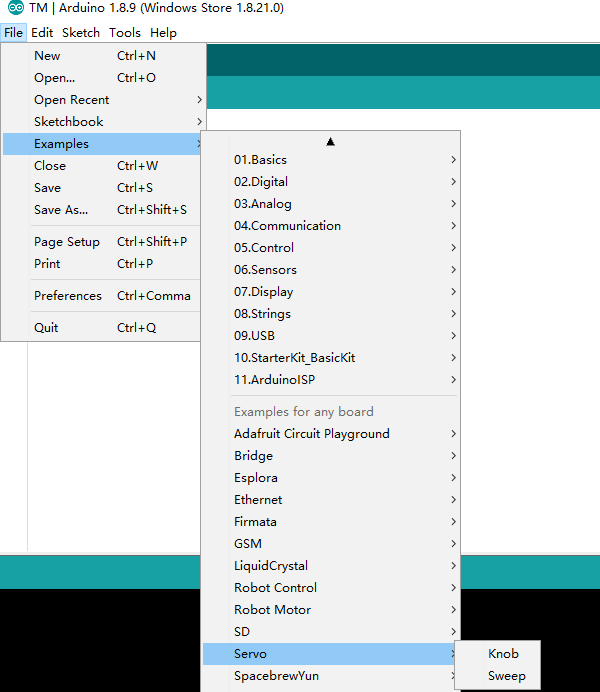 TM | Arduino 1.8.9 (Windows Store 1.8.21.0)
File Edit Sketch Tools Help
New Ctrl+N
Open... Ctrl+O
Open Recent
Sketchbook
Examples
Close Ctrl+W
Save Ctrl+S
Save As... Ctrl+Shift+S
Page Setup Ctrl+Shift+P
Print Ctrl+P
Preferences Ctrl+Comma
Quit Ctrl+Q
01.Basics
02.Digital
03.Analog
04.Communication
05.Control
06.Sensors
07.Display
08.Strings
09.USB
10.StarterKit_BasicKit
11.ArduinoISP
Examples for any board
Adafruit Circuit Playground
Bridge
Esplora
Ethernet
Firmata
GSM
LiquidCrystal
Robot Control
Robot Motor
SD
Servo
SpacebrewYun
Knob
Sweep